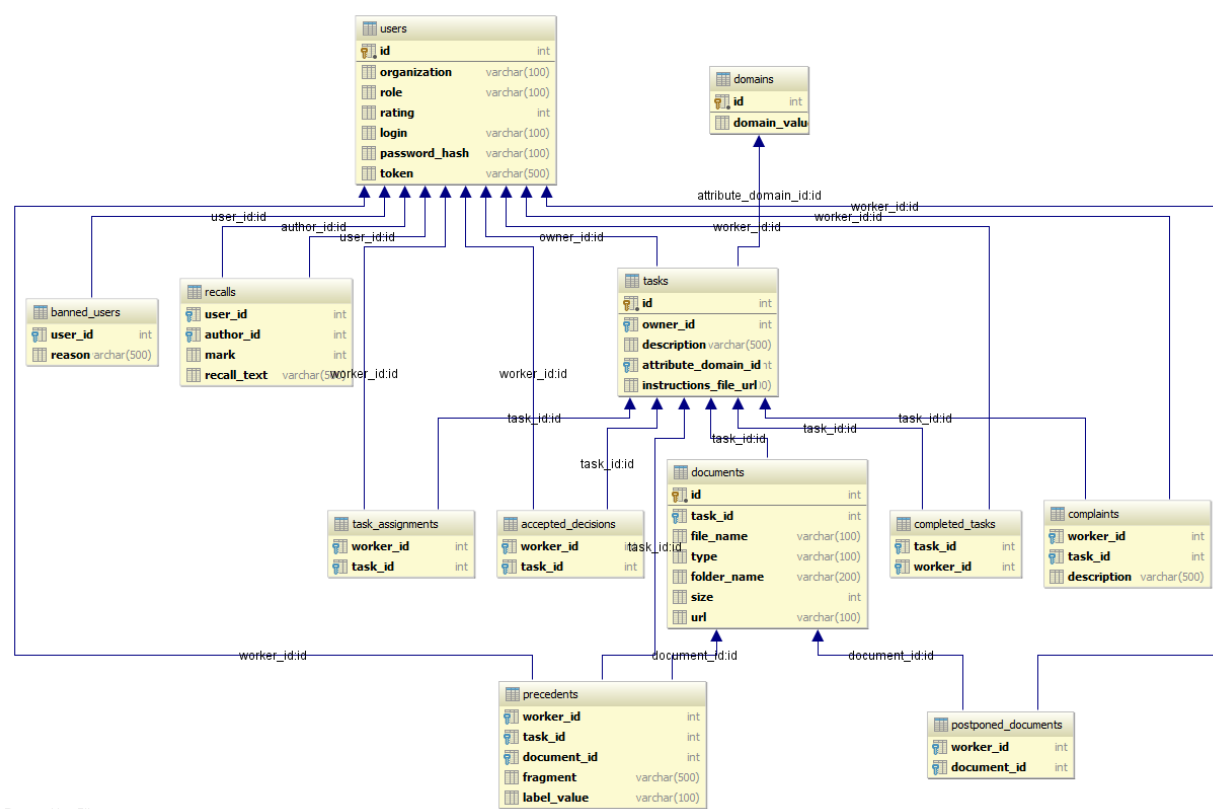 users
id int
organization varchar(100)
role varchar(100)
rating int
login varchar(100)
password_hash varchar(100)
token varchar(500)
domains
id int
domain_valu
attribute_domain_id:id
worker_id:id
user_id:id
worker_id:id
author_id:id
worker_id:id
user_id:id
owner_id:id
tasks
id int
owner_id int
description varchar(500)
attribute_domain_id
instructions_file_url
recalls
user_id int
author_id int
mark int
recall_text
banned_users
user_id int
reason archar(500)
worker_id:id
worker_id:id
task_id:id
task_id:id
task_id:id
task_id:id
task_id:id
task_id:id
documents
id int
task_id int
file_name varchar(100)
type varchar(100)
folder_name varchar(200)
size int
url varchar(100)
task_assignments
worker_id int
task_id int
accepted_decisions
worker_id
task_id int
completed_tasks
task_id int
worker_id int
complaints
worker_id int
task_id int
description varchar(500)
worker_id:id
document_id:id
document_id:id
precedents
worker_id int
task_id int
document_id int
fragment varchar(500)
label_value varchar(100)
postponed_documents
worker_id int
document_id int